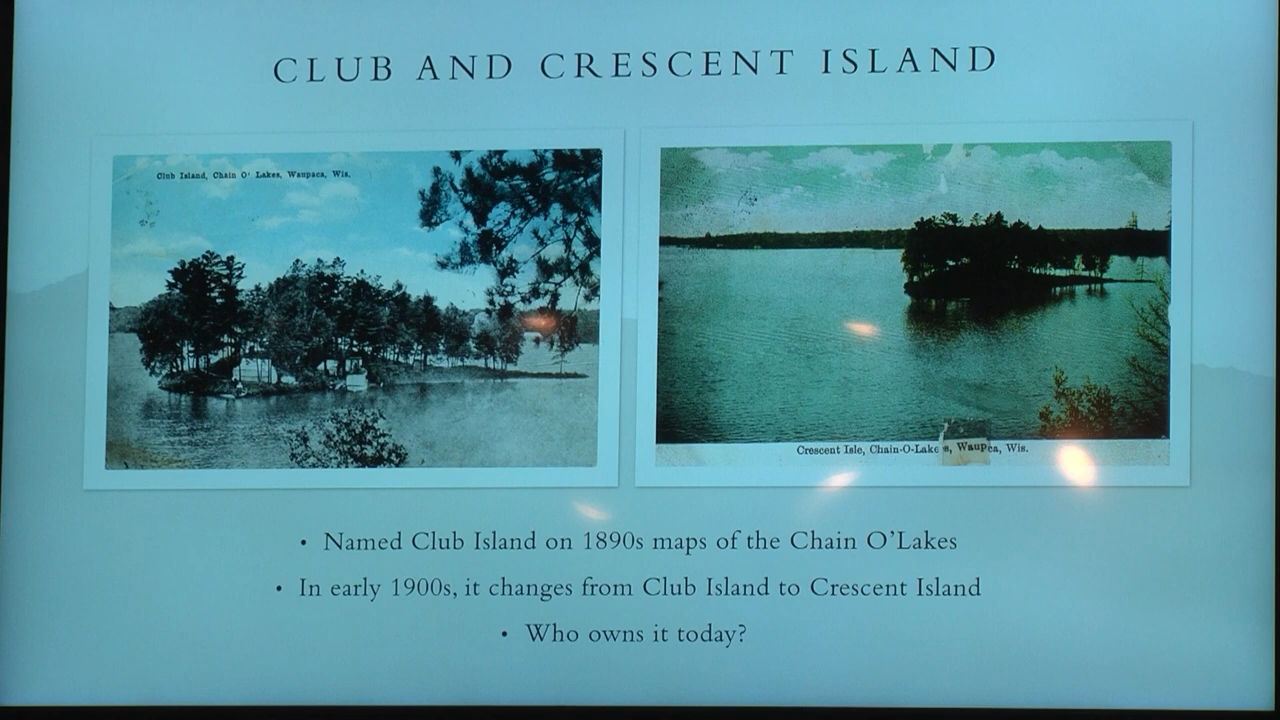 CLUB AND CRESCENT ISLAND
Club Island, Chain O' Lakes, Waupaca, Wis.
Crescent Isle, Chain-O-Lakes, Waupca, Wis.
• Named Club Island on 1890s maps of the Chain O'Lakes
• In early 1900s, it changes from Club Island to Crescent Island
• Who owns it today?